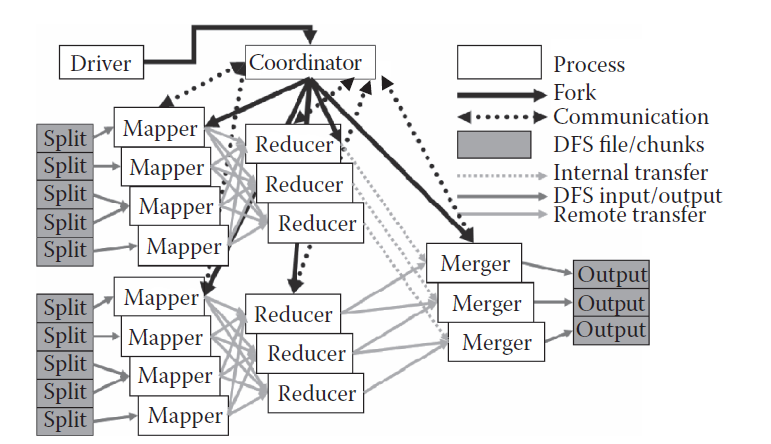 Driver
Coordinator
Process
Fork
Communication
DFS file/chunks
Internal transfer
DFS input/output
Remote transfer
Split
Split
Split
Split
Split
Mapper
Mapper
Mapper
Mapper
Reducer
Reducer
Reducer
Split
Split
Split
Split
Split
Mapper
Mapper
Mapper
Mapper
Reducer
Reducer
Reducer
Merger
Merger
Merger
Output
Output
Output